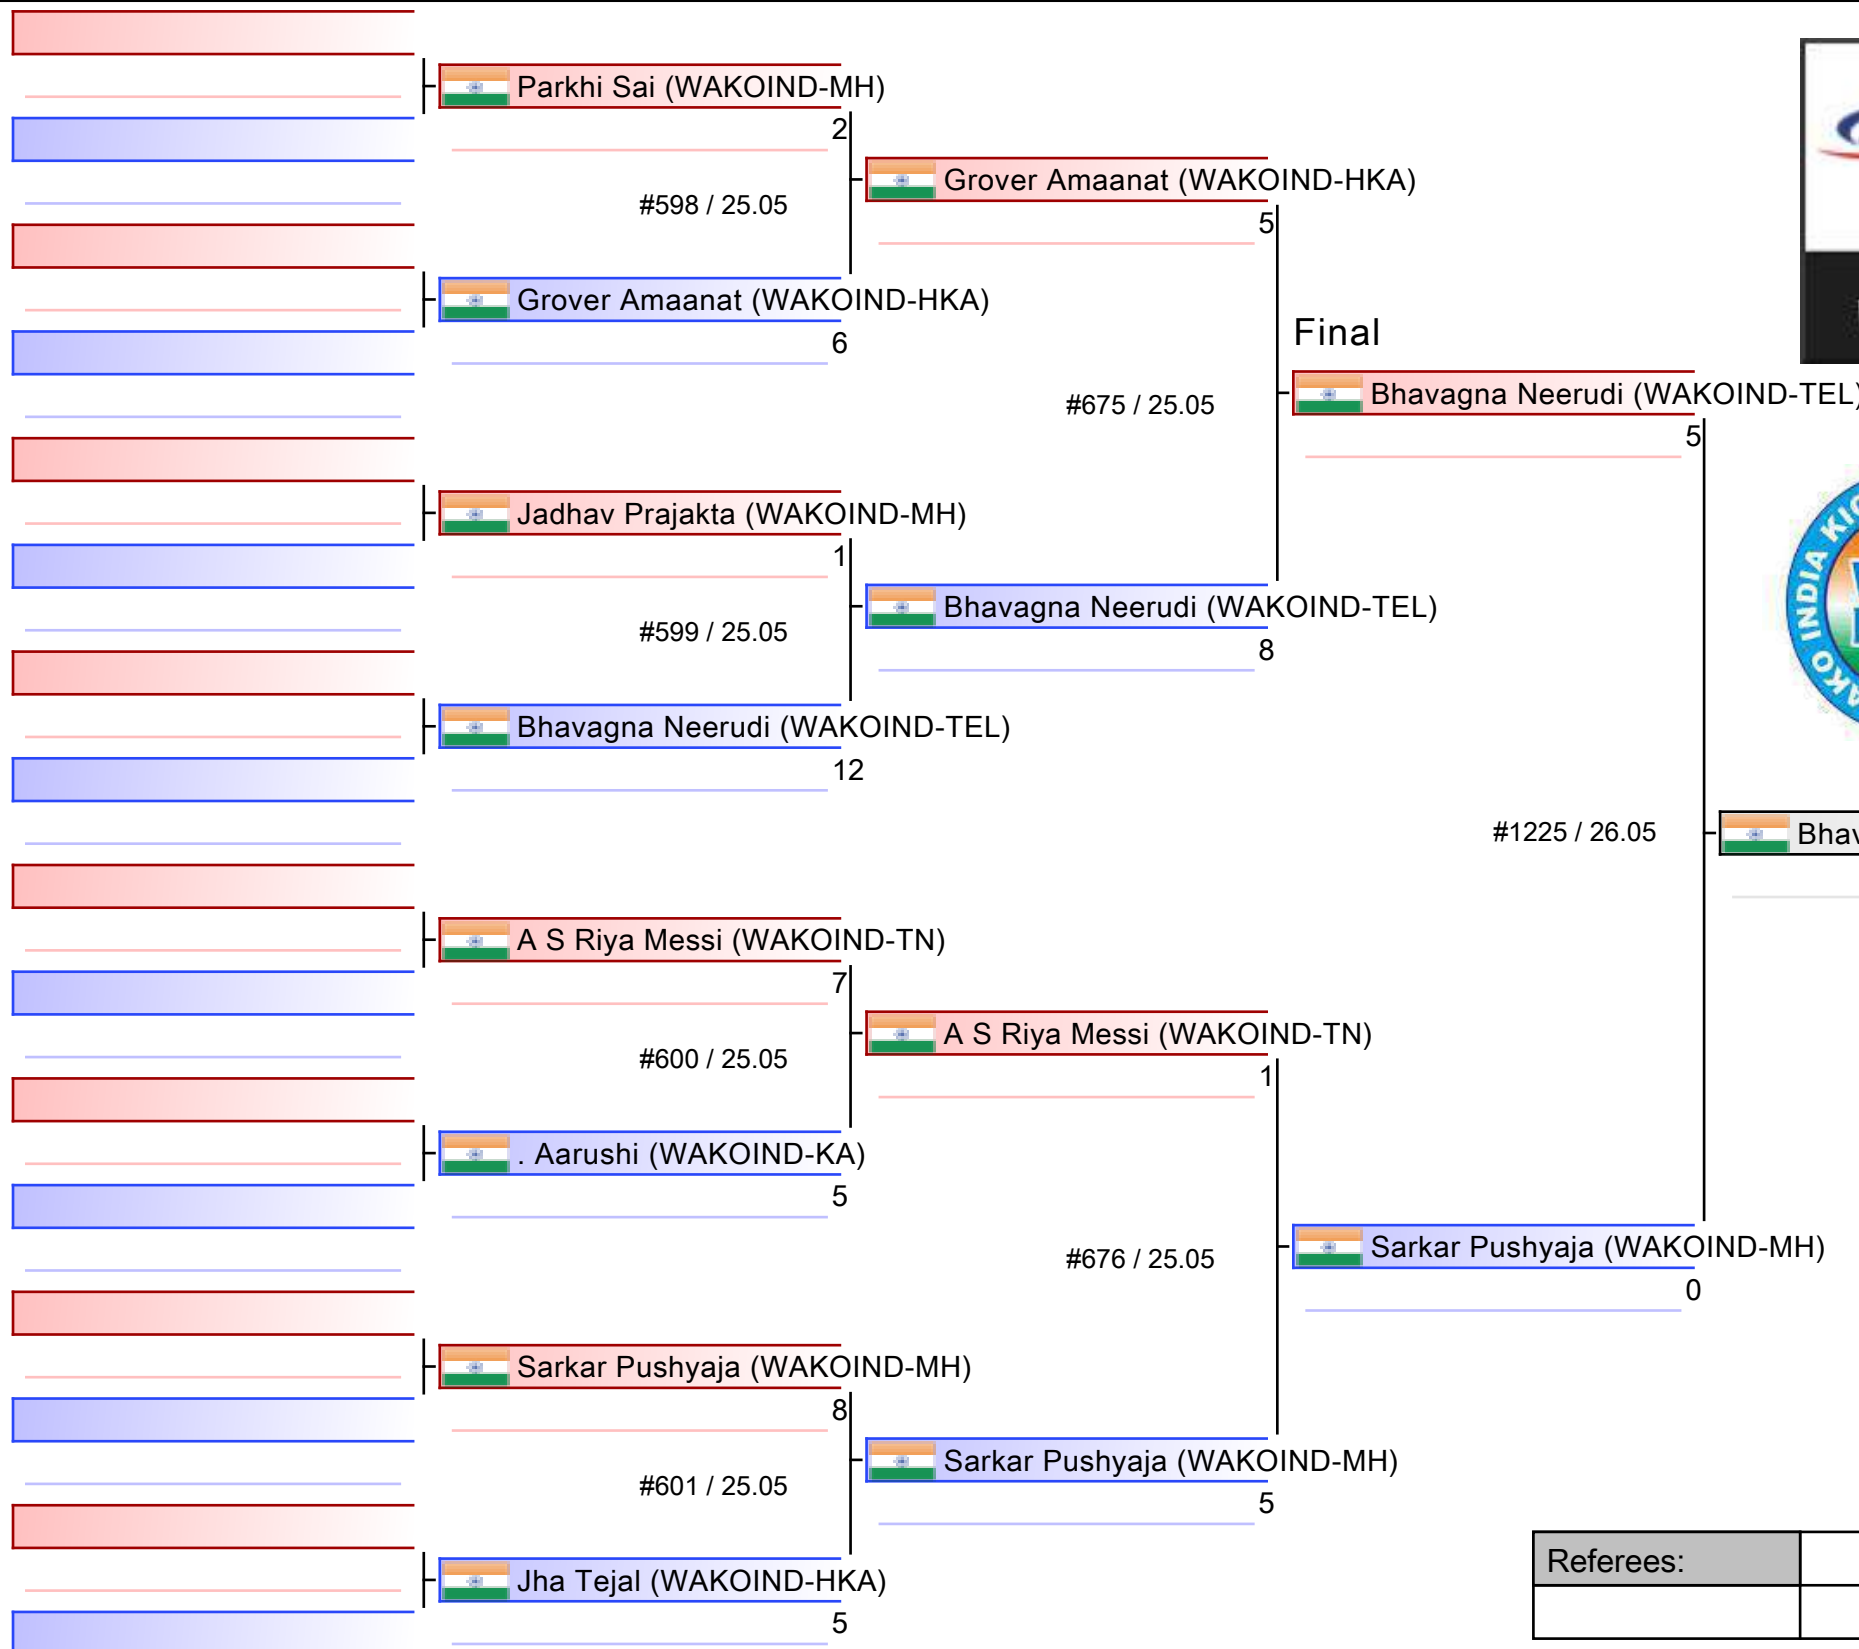 Parkhi Sai (WAKOIND-MH)
2
#598 / 25.05
Grover Amaanat (WAKOIND-HKA)
6
Jadhav Prajakta (WAKOIND-MH)
1
#599 / 25.05
Bhavagna Neerudi (WAKOIND-TEL)
12
A S Riya Messi (WAKOIND-TN)
7
#600 / 25.05
. Aarushi (WAKOIND-KA)
5
Sarkar Pushyaja (WAKOIND-MH)
8
#601 / 25.05
Jha Tejal (WAKOIND-HKA)
5
Grover Amaanat (WAKOIND-HKA)
5
#675 / 25.05
Bhavagna Neerudi (WAKOIND-TEL)
8
A S Riya Messi (WAKOIND-TN)
1
#676 / 25.05
Sarkar Pushyaja (WAKOIND-MH)
5
Final
Bhavagna Neerudi (WAKOIND-TEL)
5
#1225 / 26.05
Sarkar Pushyaja (WAKOIND-MH)
0
Bhav
WAKO INDIA KIC
Referees: